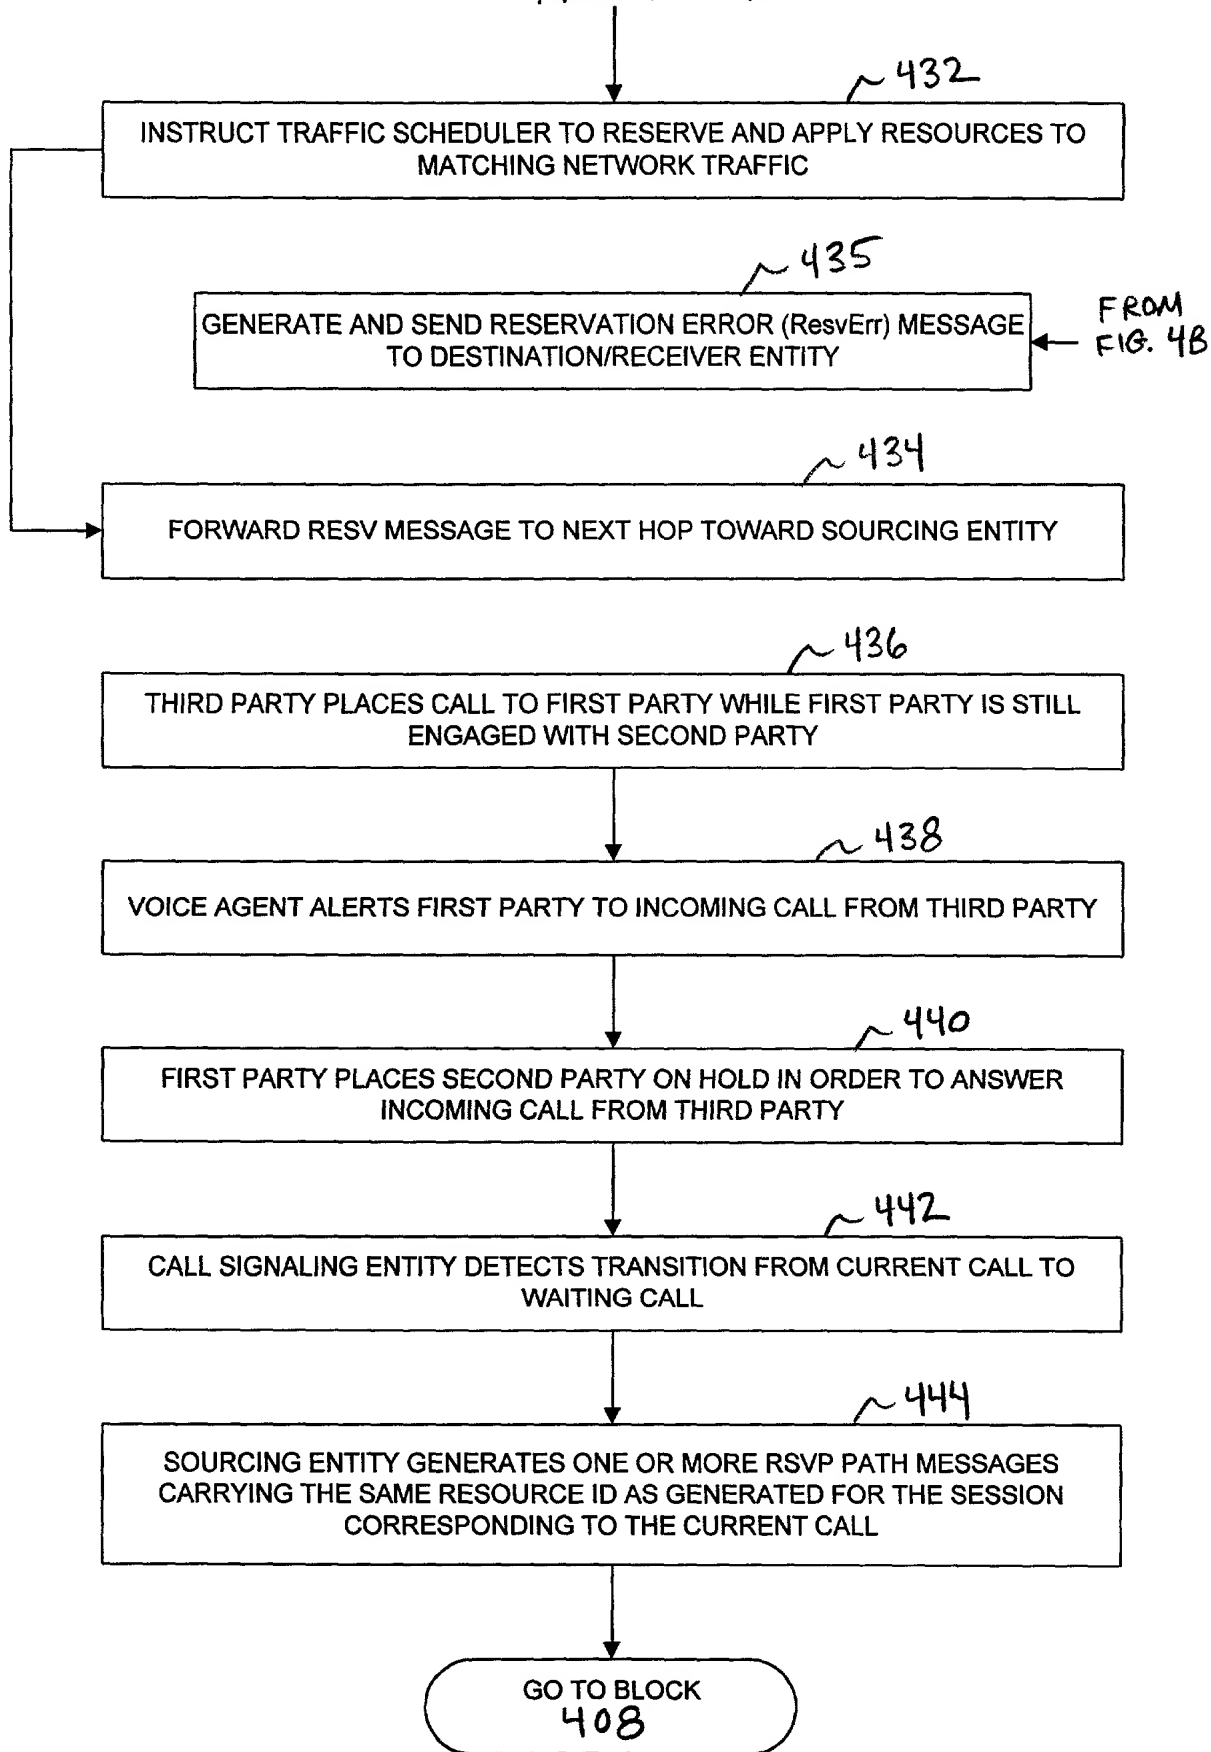 432
INSTRUCT TRAFFIC SCHEDULER TO RESERVE AND APPLY RESOURCES TO
MATCHING NETWORK TRAFFIC
435
GENERATE AND SEND RESERVATION ERROR (ResvErr) MESSAGE
TO DESTINATION/RECEIVER ENTITY
FROM
FIG. 4B
434
FORWARD RESV MESSAGE TO NEXT HOP TOWARD SOURCING ENTITY
436
THIRD PARTY PLACES CALL TO FIRST PARTY WHILE FIRST PARTY IS STILL
ENGAGED WITH SECOND PARTY
438
VOICE AGENT ALERTS FIRST PARTY TO INCOMING CALL FROM THIRD PARTY
440
FIRST PARTY PLACES SECOND PARTY ON HOLD IN ORDER TO ANSWER
INCOMING CALL FROM THIRD PARTY
442
CALL SIGNALING ENTITY DETECTS TRANSITION FROM CURRENT CALL TO
WAITING CALL
444
SOURCING ENTITY GENERATES ONE OR MORE RSVP PATH MESSAGES
CARRYING THE SAME RESOURCE ID AS GENERATED FOR THE SESSION
CORRESPONDING TO THE CURRENT CALL
GO TO BLOCK
408